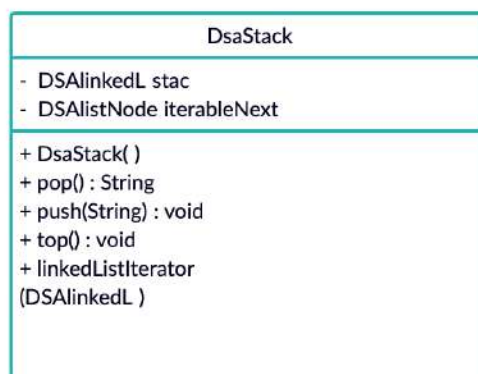 DsaStack
- DSAlinkedL stac
- DSAlistNode iterableNext
+ DsaStack( )
+ pop() : String
+ push(String) : void
+ top() : void
+ linkedListIterator
(DSAlinkedL )